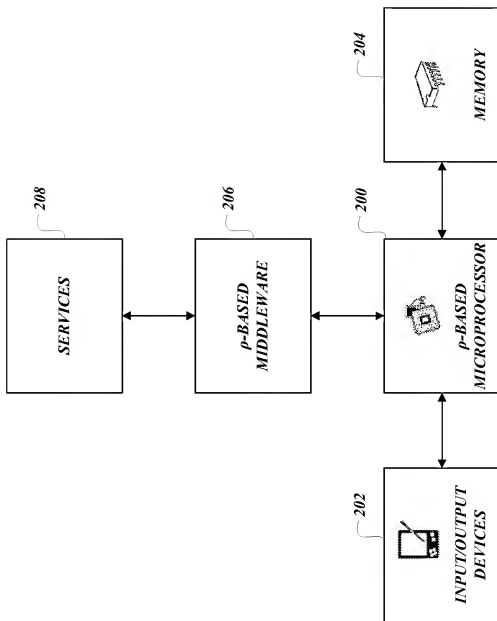 208
SERVICES
206
ρ-BASED
MIDDLEWARE
202
200
204
INPUT/OUTPUT
DEVICES
ρ-BASED
MICROPROCESSOR
MEMORY